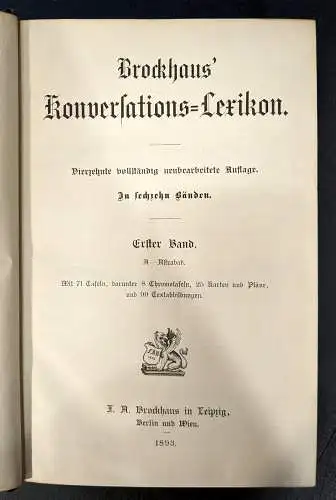 Brockhaus'
Konversations=Lexikon.
Vierzehnte vollständig neubearbeitete Auflage.
In sechzehn Bänden.
Erster Band.
A – Astrabad.
Mit 71 Tafeln, darunter 8 Chromotafeln, 25 Karten und Pläne,
und 99 Textabbildungen.
F. A. Brockhaus in Leipzig,
Berlin und Wien.
1893.